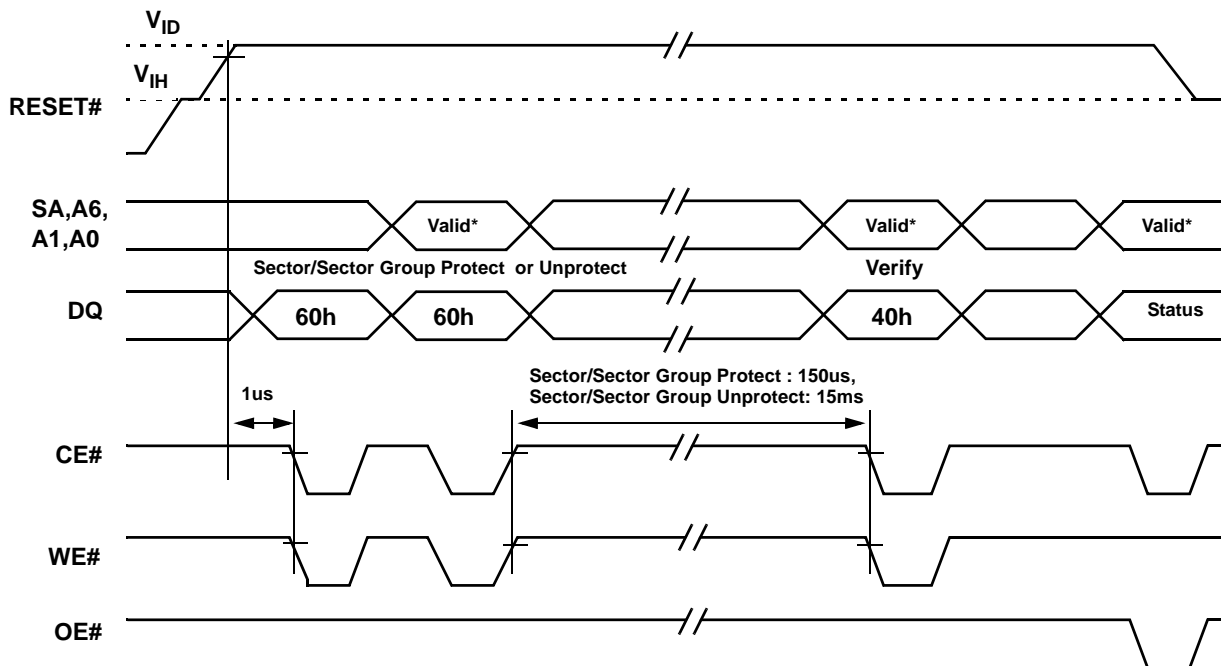 VID
VIH
RESET#
SA,A6,
A1,A0
Valid*
Valid*
Valid*
Sector/Sector Group Protect or Unprotect
Verify
DQ
60h
60h
40h
Status
1us
Sector/Sector Group Protect : 150us,
Sector/Sector Group Unprotect: 15ms
CE#
WE#
OE#